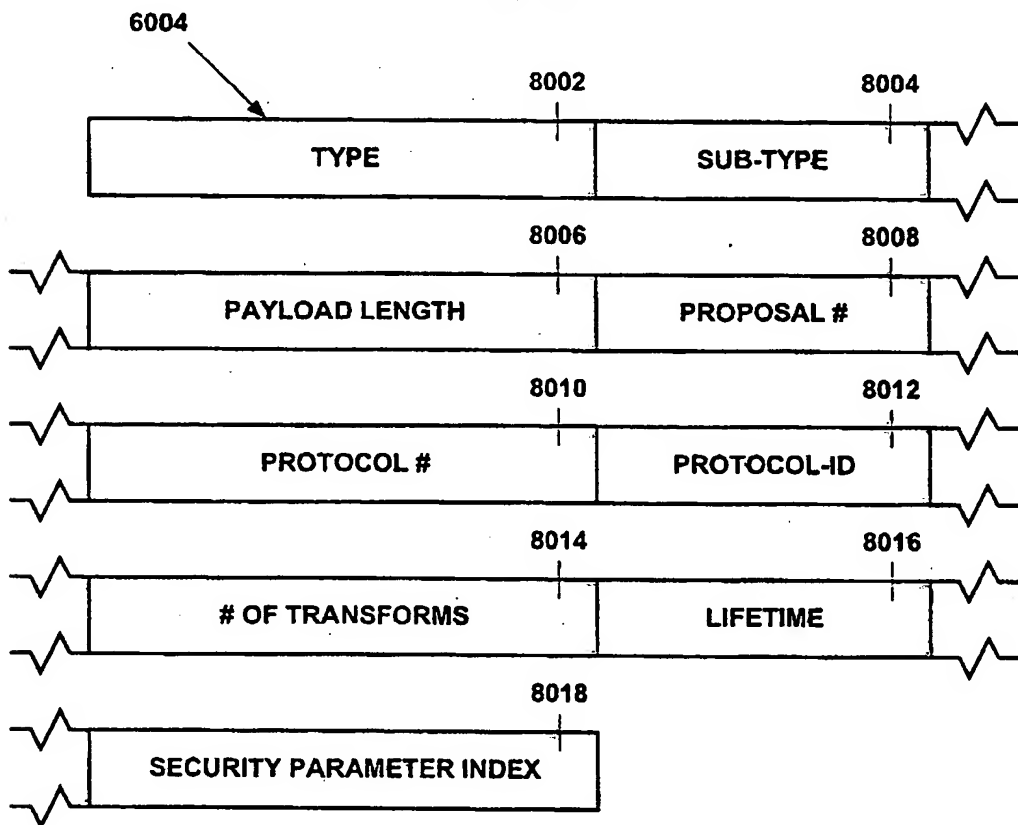 6004
8002 8004
TYPE SUB-TYPE
8006 8008
PAYLOAD LENGTH PROPOSAL #
8010 8012
PROTOCOL # PROTOCOL-ID
8014 8016
# OF TRANSFORMS LIFETIME
8018
SECURITY PARAMETER INDEX